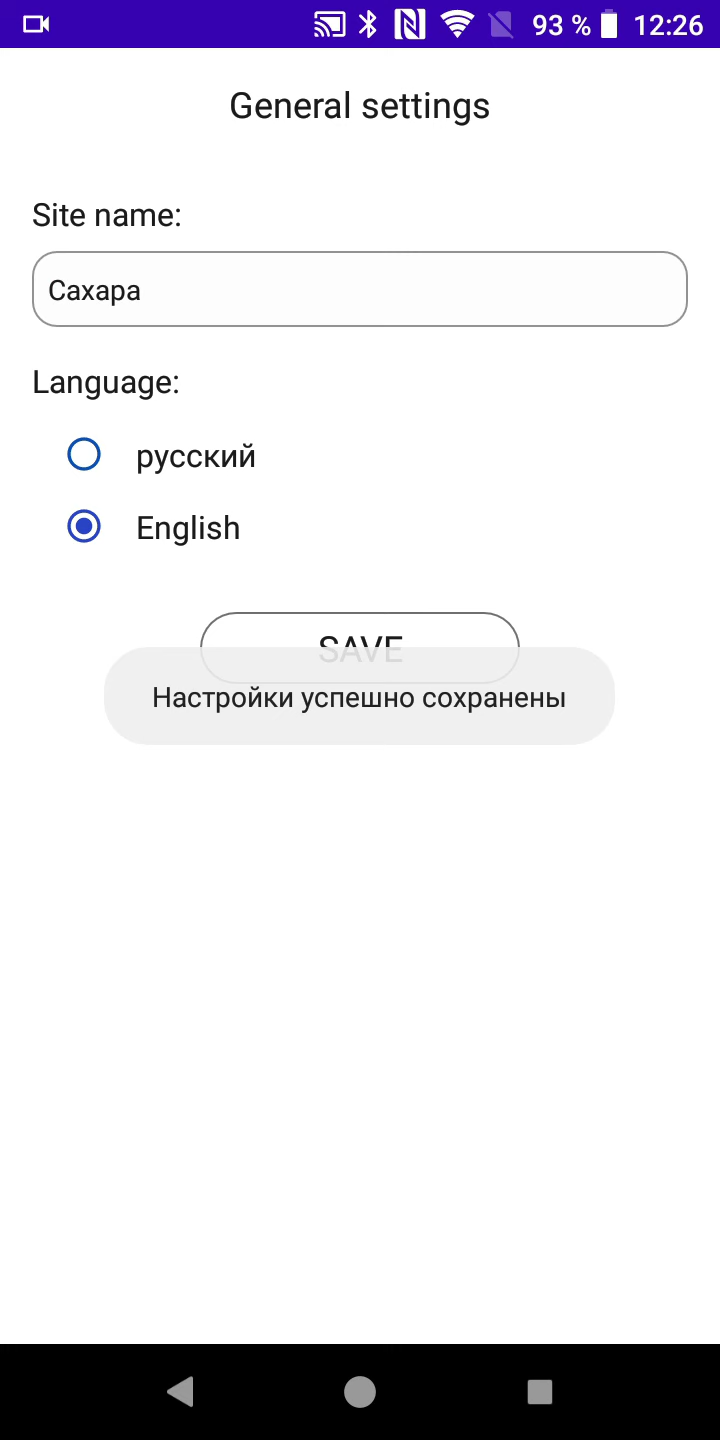 93 % 12:26
General settings
Site name:
Сахара
Language:
русский
English
SAVE
Настройки успешно сохранены